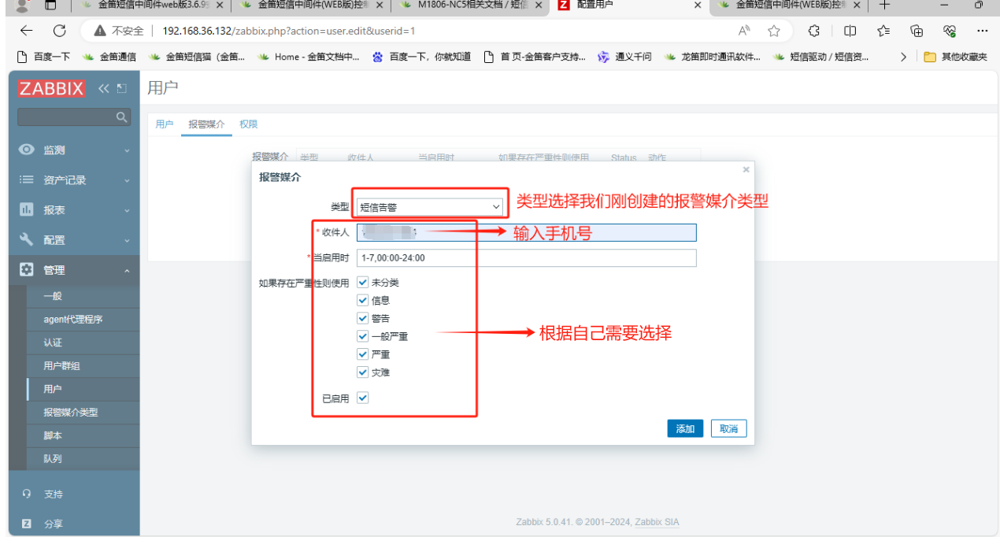 金笛短信中间件web版3.6.9
金笛短信中间件(WEB版)控
M1806-NC5相关文档 / 短信
配置用户
金笛短信中间件(WEB版)控
不安全
192.168.36.132/zabbix.php?action=user.edit&userid=1
百度一下
金笛通信
金笛短信猫（金笛...
Home - 金笛文档中...
百度一下，你就知道
首 页-金笛客户支持...
通义千问
龙笛即时通讯软件...
短信驱动 / 短信资...
其他收藏夹
ZABBIX
用户
用户
报警媒介
权限
监测
资产记录
报表
配置
管理
一般
agent代理程序
认证
用户群组
用户
报警媒介类型
脚本
队列
支持
分享
报警媒介
类型
收件人
当启用时
如果存在严重性则使用
Status
动作
报警媒介
类型
短信告警
类型选择我们刚创建的报警媒介类型
* 收件人
输入手机号
* 当启用时
1-7,00:00-24:00
如果存在严重性则使用
未分类
信息
警告
一般严重
根据自己需要选择
严重
灾难
已启用
添加
取消
Zabbix 5.0.41. © 2001–2024, Zabbix SIA